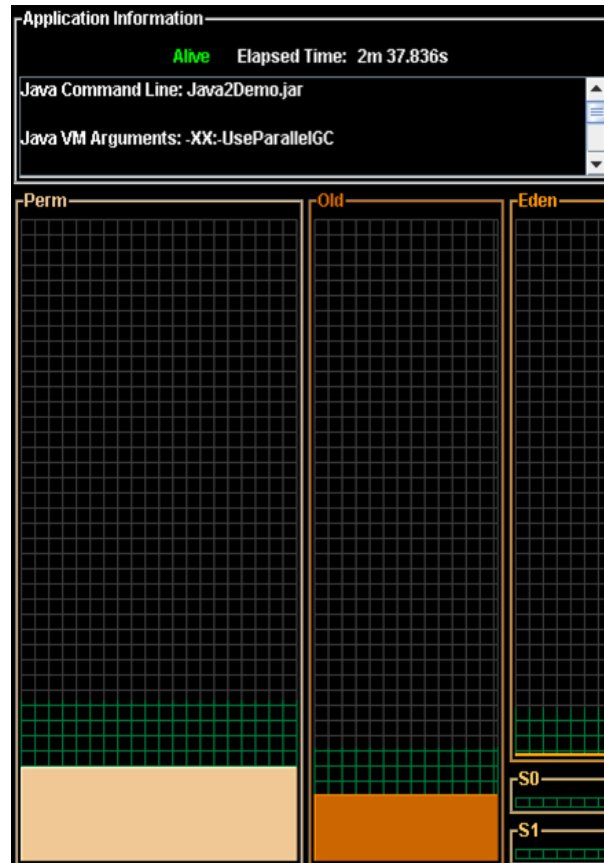 Application Information
Alive Elapsed Time: 2m 37.836s
Java Command Line: Java2Demo.jar
Java VM Arguments: -XX:-UseParallelGC
Perm Old Eden
S0
S1